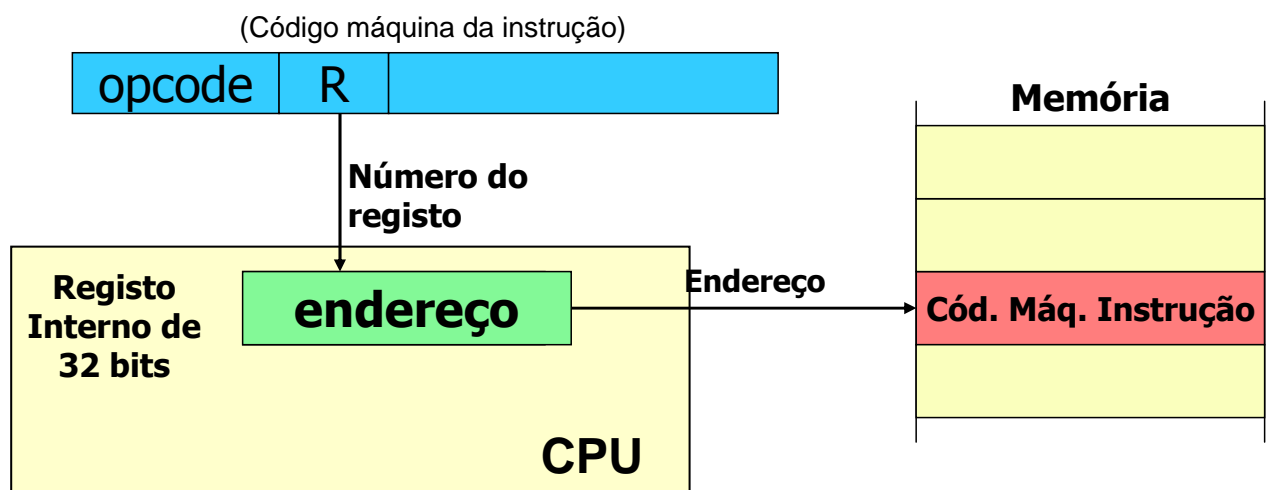 (Código máquina da instrução)
opcode R
Memória
Número do
registo
Registo
Interno de
32 bits
endereço
Endereço
Cód. Máq. Instrução
CPU